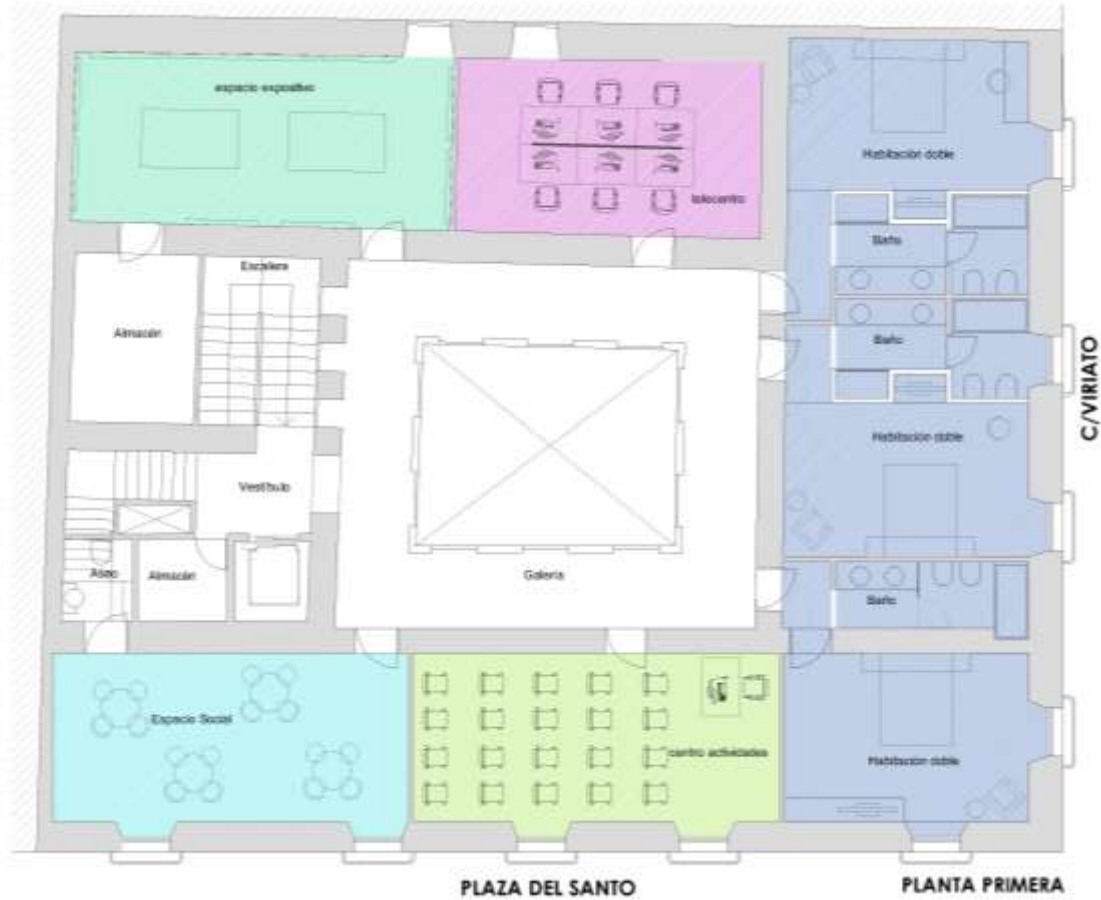 espacio expositivo
telecentro
Habitación doble
Baño
Escalera
Almacén
Baño
C/VIRIATO
Habitación doble
Vestíbulo
Aseo
Almacén
Galería
Baño
Espacio Social
centro actividades
Habitación doble
PLAZA DEL SANTO
PLANTA PRIMERA